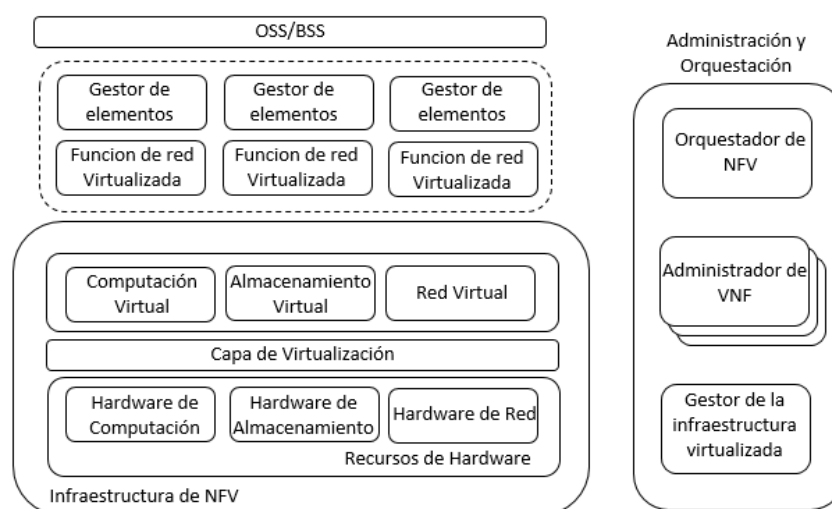 OSS/BSS
Gestor de
elementos
Gestor de
elementos
Gestor de
elementos
Funcion de red
Virtualizada
Funcion de red
Virtualizada
Funcion de red
Virtualizada
Computación
Virtual
Almacenamiento
Virtual
Red Virtual
Capa de Virtualización
Hardware de
Computación
Hardware de
Almacenamiento
Hardware de Red
Recursos de Hardware
Infraestructura de NFV
Administración y
Orquestación
Orquestador de
NFV
Administrador de
VNF
Gestor de la
infraestructura
virtualizada